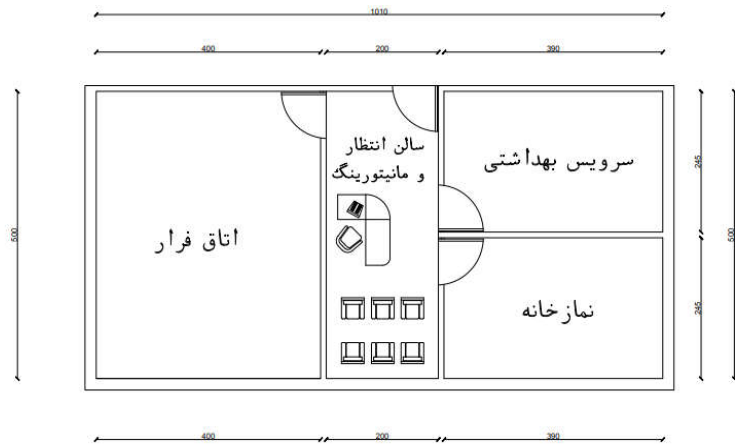 1010
400
200
390
سالن انتظار
و مانیتورینگ
سرویس بهداشتی
اتاق فرار
نمازخانه
500
245
245
500
400
200
390